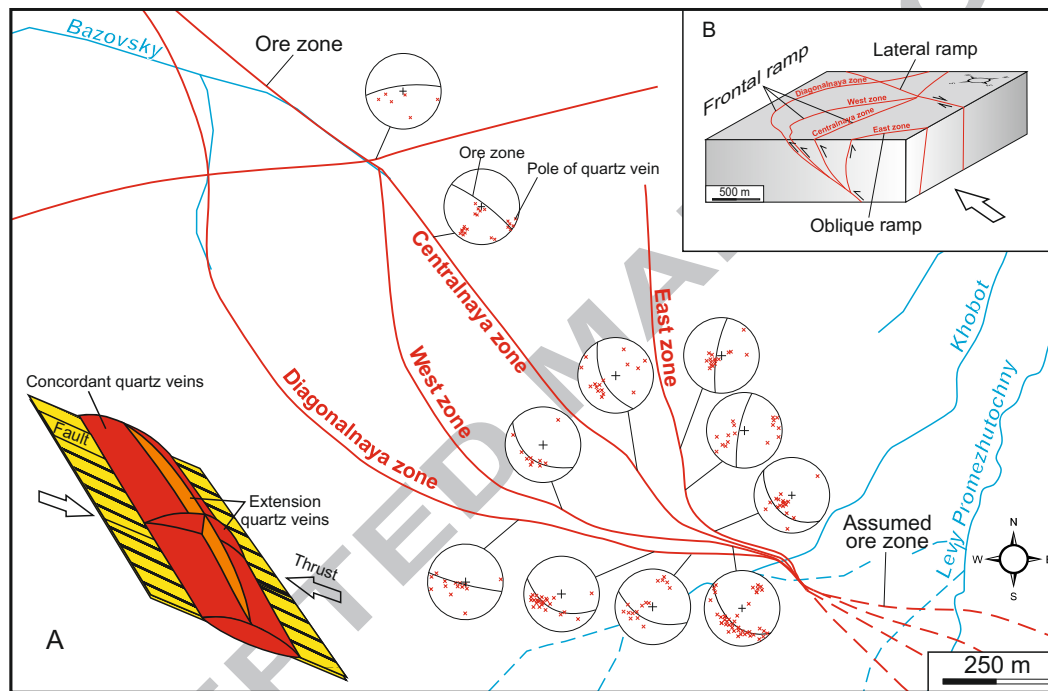 Bazovsky
Ore zone
B
Lateral ramp
Frontal ramp
Diagonalnaya zone
West zone
Centralnaya zone
East zone
500 m
Oblique ramp
Ore zone
Pole of quartz vein
Centralnaya zone
East zone
West zone
Diagonalnaya zone
Khobot
Levy Promezhutochny
Concordant quartz veins
Fault
Extension
quartz veins
Thrust
A
Assumed
ore zone
N
W
E
S
250 m
TED MA